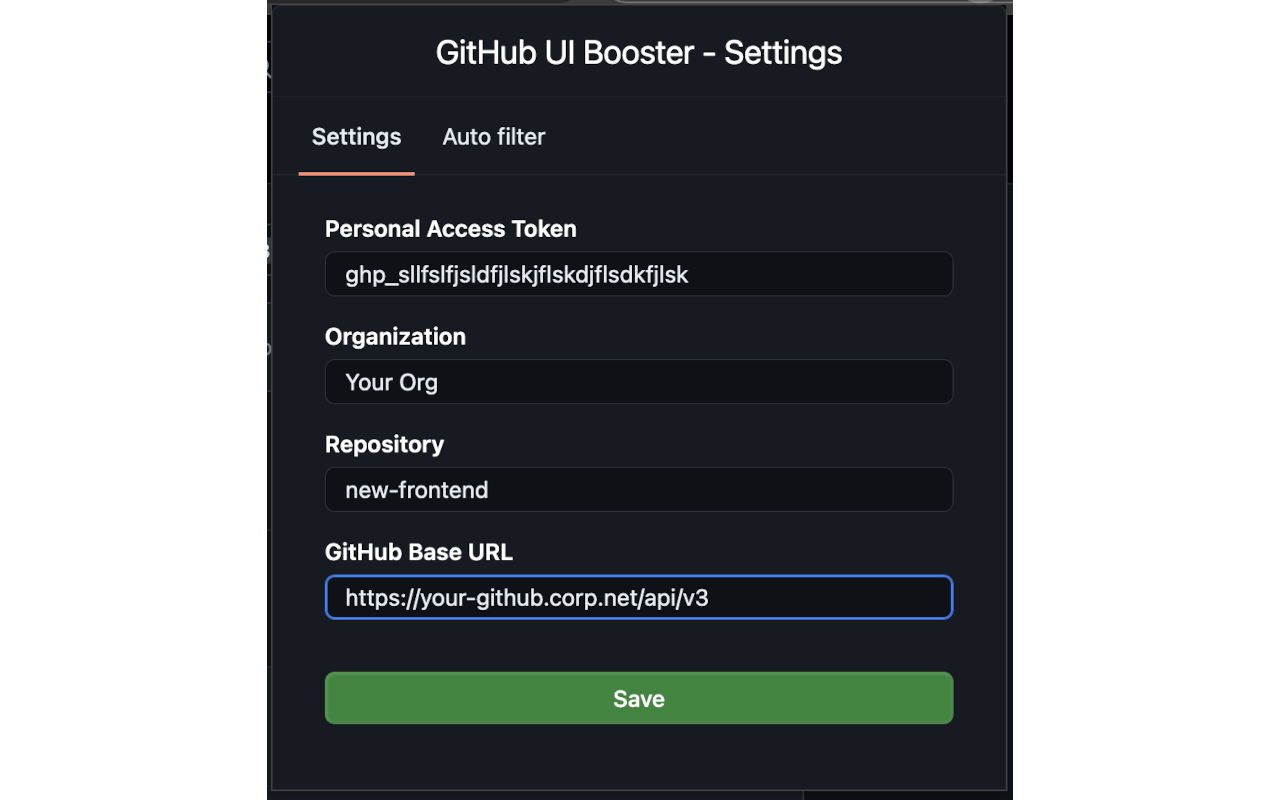 GitHub UI Booster - Settings
Settings Auto filter
Personal Access Token
ghp_sllfslfjsldfjlskjflskdjflsdkfjlsk
Organization
Your Org
Repository
new-frontend
GitHub Base URL
https://your-github.corp.net/api/v3
Save